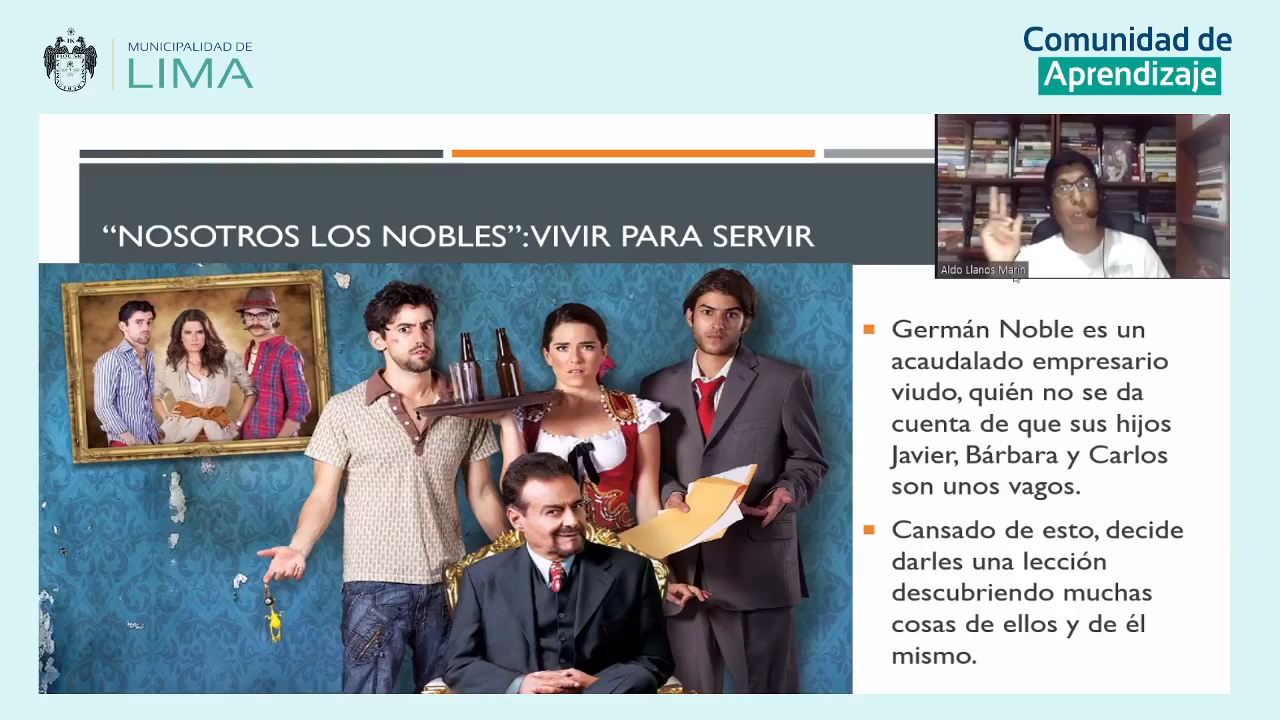 MUNICIPALIDAD DE
LIMA
Comunidad de
Aprendizaje
“NOSOTROS LOS NOBLES”:VIVIR PARA SERVIR
Aldo Llanos Marín
Germán Noble es un
acaudalado empresario
viudo, quién no se da
cuenta de que sus hijos
Javier, Bárbara y Carlos
son unos vagos.
Cansado de esto, decide
darles una lección
descubriendo muchas
cosas de ellos y de él
mismo.